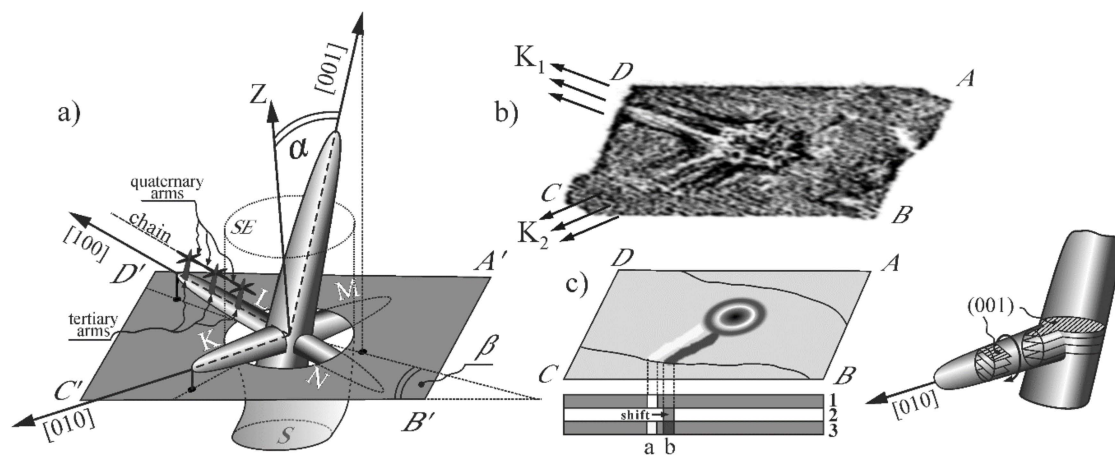 a)
Z
[001]
α
quaternary
arms
chain
SE
[100]
D'
A'
L
M
tertiary
arms
K
N
β
C'
B'
[010]
S
b)
K1
D
A
C
B
K2
c)
D
A
C
B
1
shift
2
3
a b
(001)
[010]